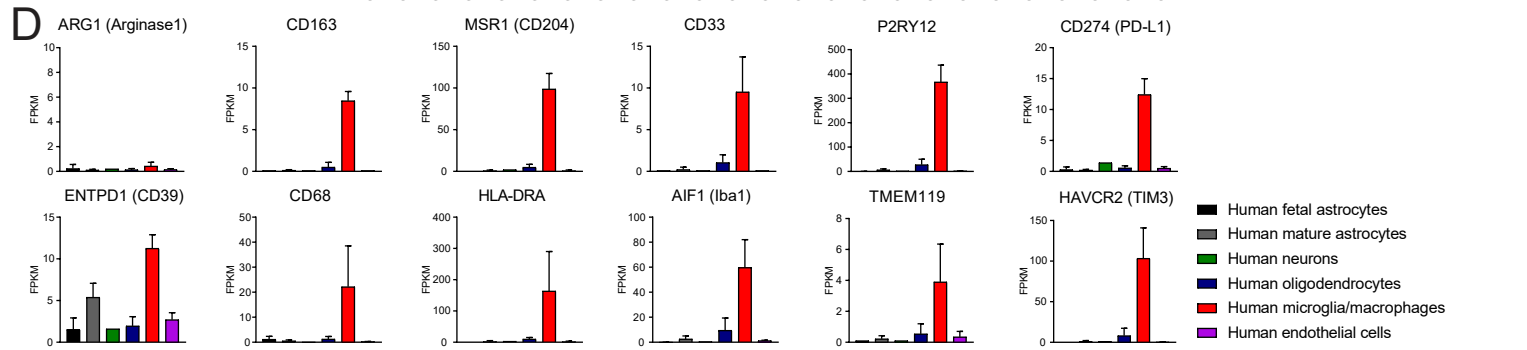 D
ARG1 (Arginase1)
10
8
6
4
2
0
FPKM
CD163
15
10
5
0
FPKM
MSR1 (CD204)
150
100
50
0
FPKM
CD33
15
10
5
0
FPKM
P2RY12
500
400
300
200
100
0
FPKM
CD274 (PD-L1)
20
15
10
5
0
FPKM
ENTPD1 (CD39)
15
10
5
0
FPKM
CD68
50
40
30
20
10
0
FPKM
HLA-DRA
400
300
200
100
0
FPKM
AIF1 (Iba1)
100
80
60
40
20
0
FPKM
TMEM119
8
6
4
2
0
FPKM
HAVCR2 (TIM3)
150
100
50
0
FPKM
Human fetal astrocytes
Human mature astrocytes
Human neurons
Human oligodendrocytes
Human microglia/macrophages
Human endothelial cells